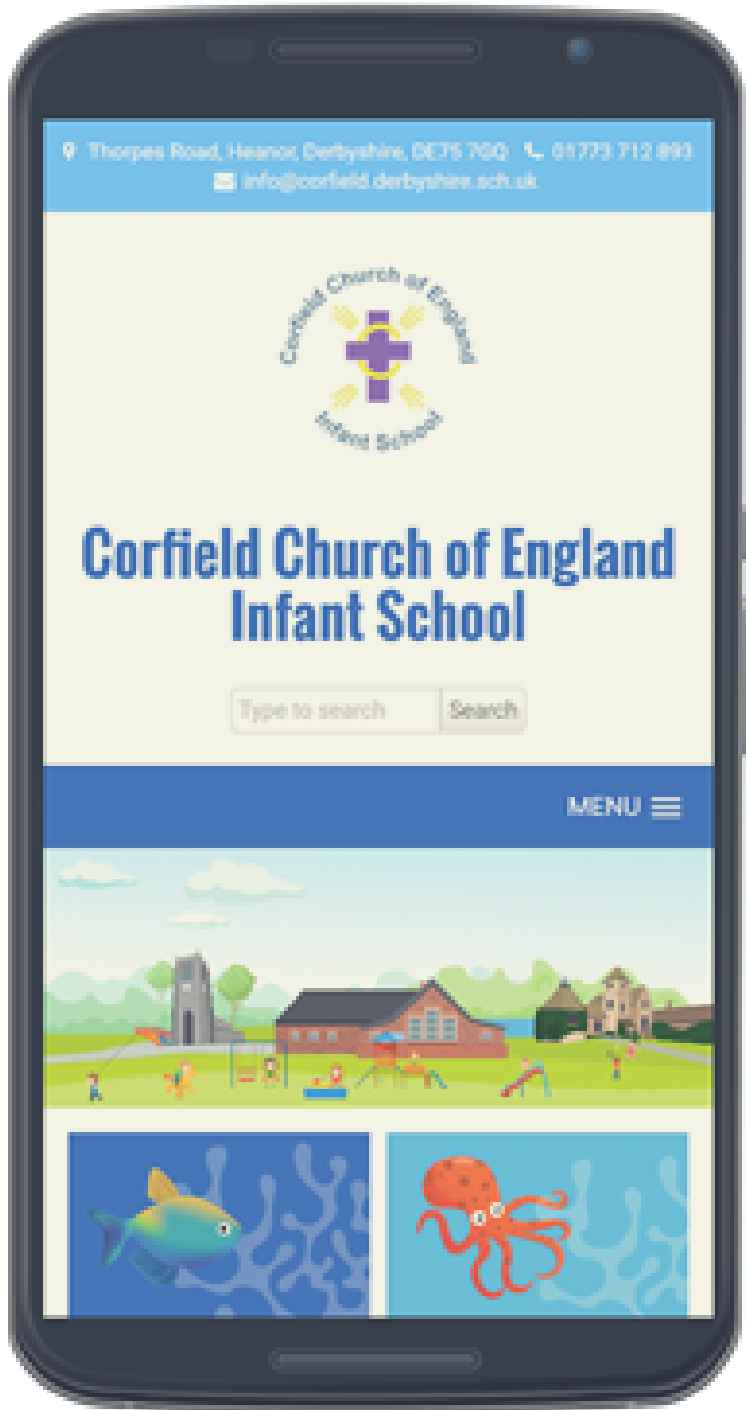 Thorpes Road, Heanor, Derbyshire, DE75 7GQ 01773 712 893
info@corfield.derbyshire.sch.uk
Corfield Church of England
Infant School
Corfield Church of England
Infant School
Type to search Search
MENU